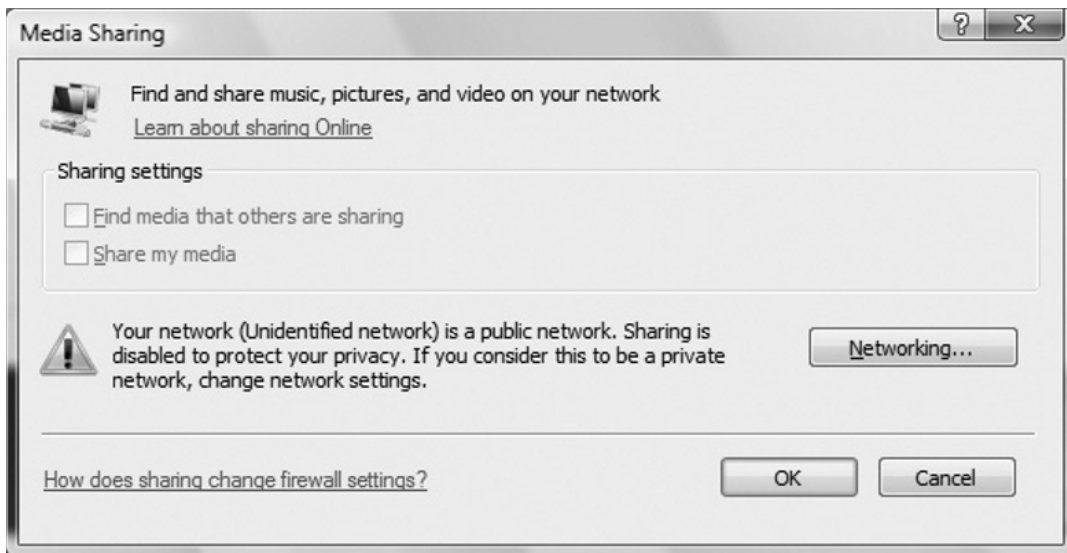 Media Sharing
Find and share music, pictures, and video on your network
Learn about sharing Online
Sharing settings
Find media that others are sharing
Share my media
Your network (Unidentified network) is a public network. Sharing is
disabled to protect your privacy. If you consider this to be a private
network, change network settings.
Networking...
How does sharing change firewall settings?
OK
Cancel